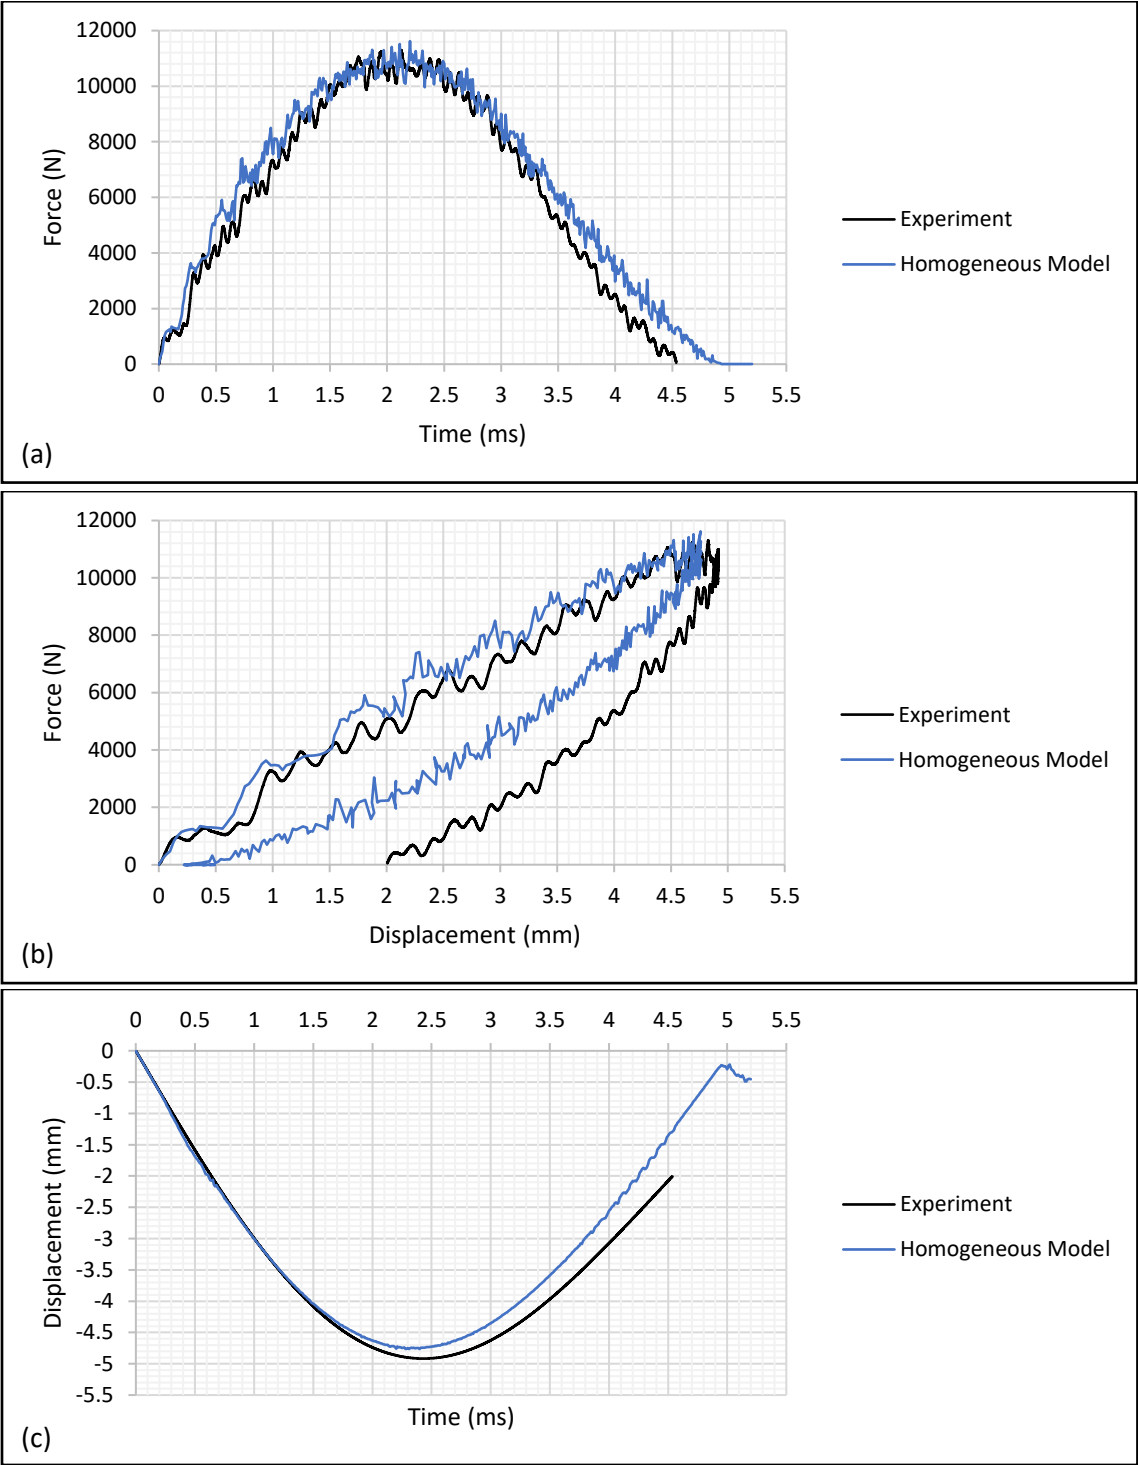 12000
10000
8000
6000
4000
2000
0
Force (N)
0 0.5 1 1.5 2 2.5 3 3.5 4 4.5 5 5.5
Time (ms)
Experiment
Homogeneous Model
(a)
12000
10000
8000
6000
4000
2000
0
Force (N)
0 0.5 1 1.5 2 2.5 3 3.5 4 4.5 5 5.5
Displacement (mm)
Experiment
Homogeneous Model
(b)
0 0.5 1 1.5 2 2.5 3 3.5 4 4.5 5 5.5
0
-0.5
-1
-1.5
-2
-2.5
-3
-3.5
-4
-4.5
-5
-5.5
Displacement (mm)
Time (ms)
Experiment
Homogeneous Model
(c)